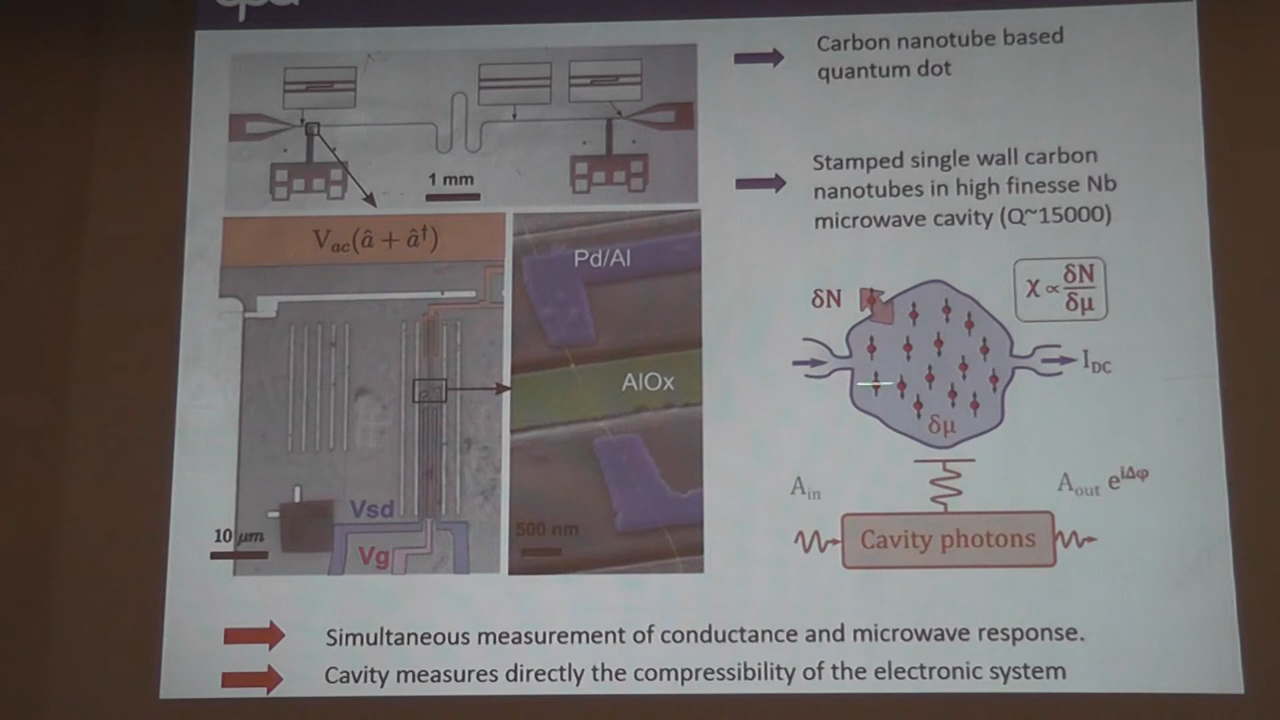 Carbon nanotube based
quantum dot
Stamped single wall carbon
nanotubes in high finesse Nb
microwave cavity (Q~15000)
1 mm
V_ac(â + â†)
Pd/Al
AlOx
Vsd
Vg
10 μm
500 nm
δN
χ ∝ δN/δμ
I_DC
δμ
A_in
A_out e^{iΔφ}
Cavity photons
Simultaneous measurement of conductance and microwave response.
Cavity measures directly the compressibility of the electronic system